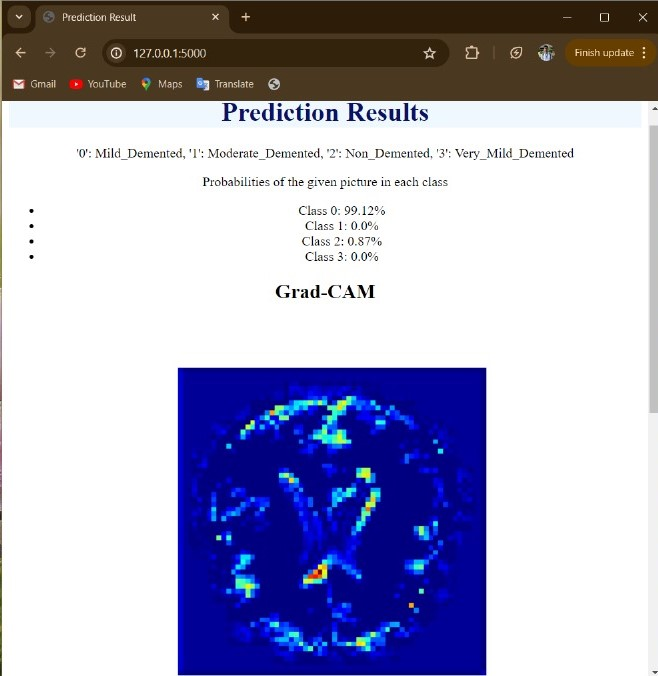 Prediction Result
127.0.0.1:5000
Finish update
Gmail
YouTube
Maps
Translate
Prediction Results
'0': Mild_Demented, '1': Moderate_Demented, '2': Non_Demented, '3': Very_Mild_Demented
Probabilities of the given picture in each class
Class 0: 99.12%
Class 1: 0.0%
Class 2: 0.87%
Class 3: 0.0%
Grad-CAM